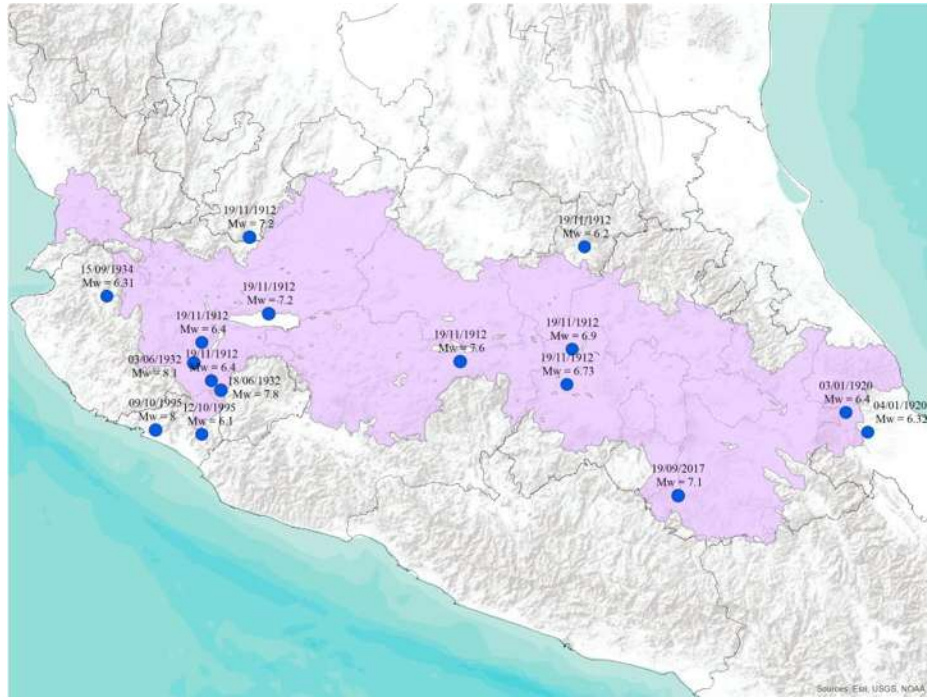 19/11/1912
Mw = 7.2
19/11/1912
Mw = 6.2
15/09/1934
Mw = 6.31
19/11/1912
Mw = 7.2
19/11/1912
Mw = 6.4
19/11/1912
Mw = 7.6
19/11/1912
Mw = 6.9
03/06/1932
Mw = 8.1
19/11/1912
Mw = 6.4
19/11/1912
Mw = 6.73
18/06/1932
Mw = 7.8
09/10/1995
Mw = 8
12/10/1995
Mw = 6.1
03/01/1920
Mw = 6.4
04/01/1920
Mw = 6.32
19/09/2017
Mw = 7.1
Sources: Esri, USGS, NOAA